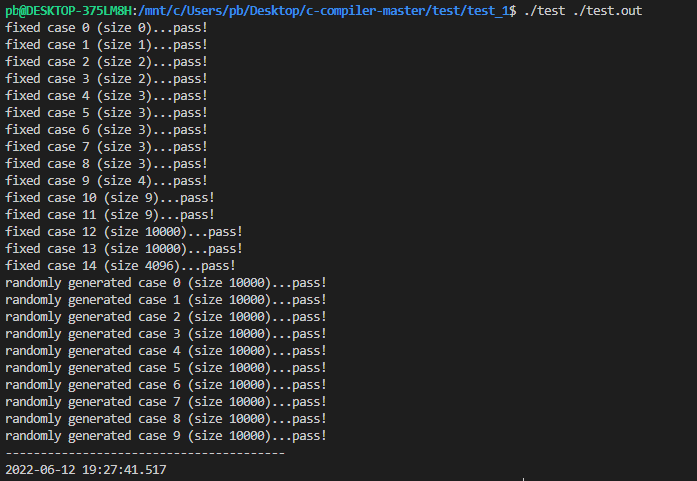 pb@DESKTOP-375LM8H:/mnt/c/Users/pb/Desktop/c-compiler-master/test/test_1$ ./test ./test.out
fixed case 0 (size 0)...pass!
fixed case 1 (size 1)...pass!
fixed case 2 (size 2)...pass!
fixed case 3 (size 2)...pass!
fixed case 4 (size 3)...pass!
fixed case 5 (size 3)...pass!
fixed case 6 (size 3)...pass!
fixed case 7 (size 3)...pass!
fixed case 8 (size 3)...pass!
fixed case 9 (size 4)...pass!
fixed case 10 (size 9)...pass!
fixed case 11 (size 9)...pass!
fixed case 12 (size 10000)...pass!
fixed case 13 (size 10000)...pass!
fixed case 14 (size 4096)...pass!
randomly generated case 0 (size 10000)...pass!
randomly generated case 1 (size 10000)...pass!
randomly generated case 2 (size 10000)...pass!
randomly generated case 3 (size 10000)...pass!
randomly generated case 4 (size 10000)...pass!
randomly generated case 5 (size 10000)...pass!
randomly generated case 6 (size 10000)...pass!
randomly generated case 7 (size 10000)...pass!
randomly generated case 8 (size 10000)...pass!
randomly generated case 9 (size 10000)...pass!
----------------------------------------
2022-06-12 19:27:41.517